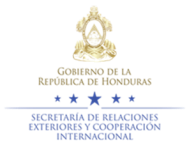 GOBIERNO DE LA
REPÚBLICA DE HONDURAS
SECRETARÍA DE RELACIONES
EXTERIORES Y COOPERACIÓN
INTERNACIONAL